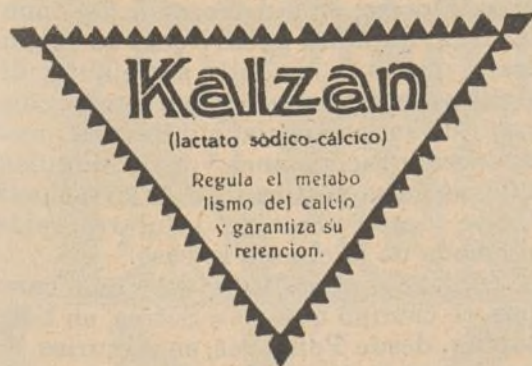 Kalzan
(lactato sódico-cálcico)
Regula el metabo
lismo del calcio
y garantiza su
retencion.